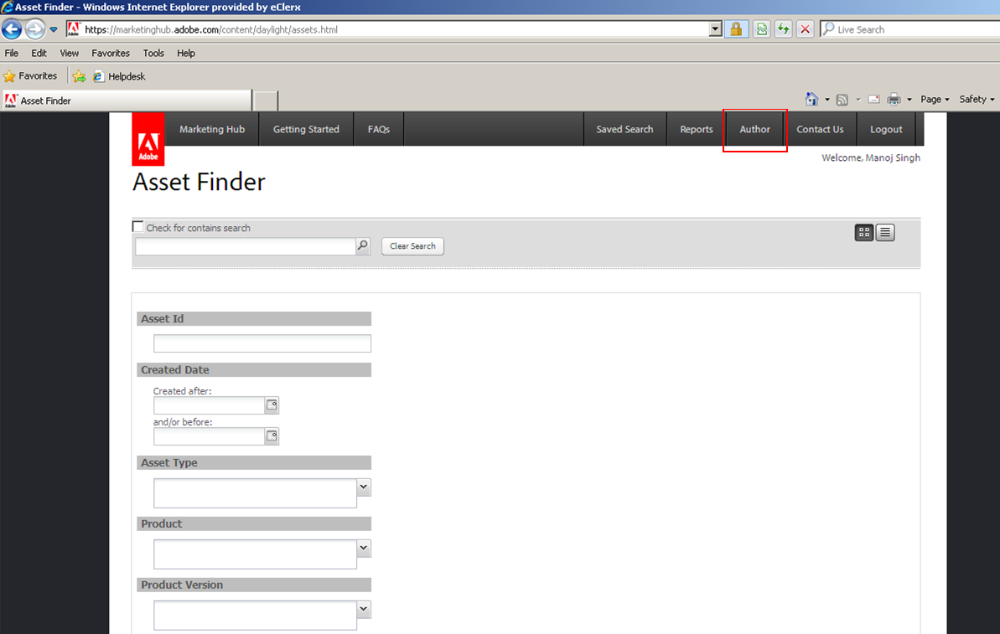 Asset Finder - Windows Internet Explorer provided by eClerx
https://marketinghub.adobe.com/content/daylight/assets.html
Live Search
File Edit View Favorites Tools Help
Favorites Helpdesk
Asset Finder
Page Safety
Marketing Hub Getting Started FAQs Saved Search Reports Author Contact Us Logout
Adobe
Welcome, Manoj Singh
Asset Finder
Check for contains search
Clear Search
Asset Id
Created Date
Created after:
and/or before:
Asset Type
Product
Product Version